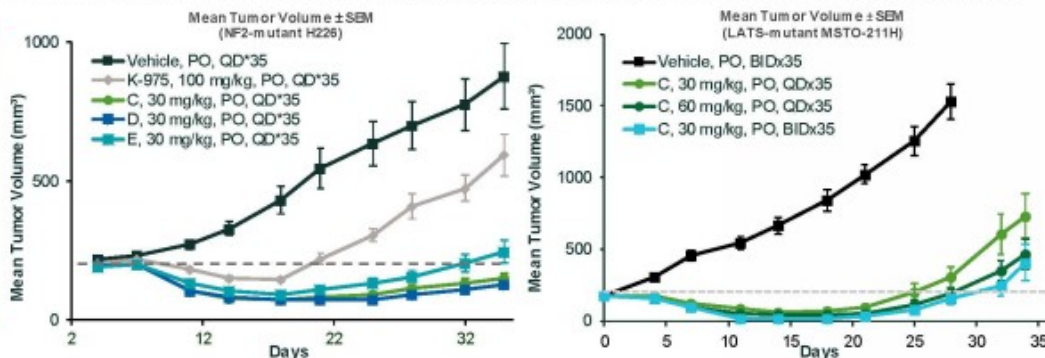 Mean Tumor Volume ±SEM
(NF2-mutant H226)
Mean Tumor Volume (mm³)
1000
500
0
Vehicle, PO, QD*35
K-975, 100 mg/kg, PO, QD*35
C, 30 mg/kg, PO, QD*35
D, 30 mg/kg, PO, QD*35
E, 30 mg/kg, PO, QD*35
2 12 22 32
Days
Mean Tumor Volume ±SEM
(LATS-mutant MSTO-211H)
Mean Tumor Volume (mm³)
2000
1500
1000
500
0
Vehicle, PO, BIDx35
C, 30 mg/kg, PO, QDx35
C, 60 mg/kg, PO, QDx35
C, 30 mg/kg, PO, BIDx35
0 5 10 15 20 25 30 35
Days